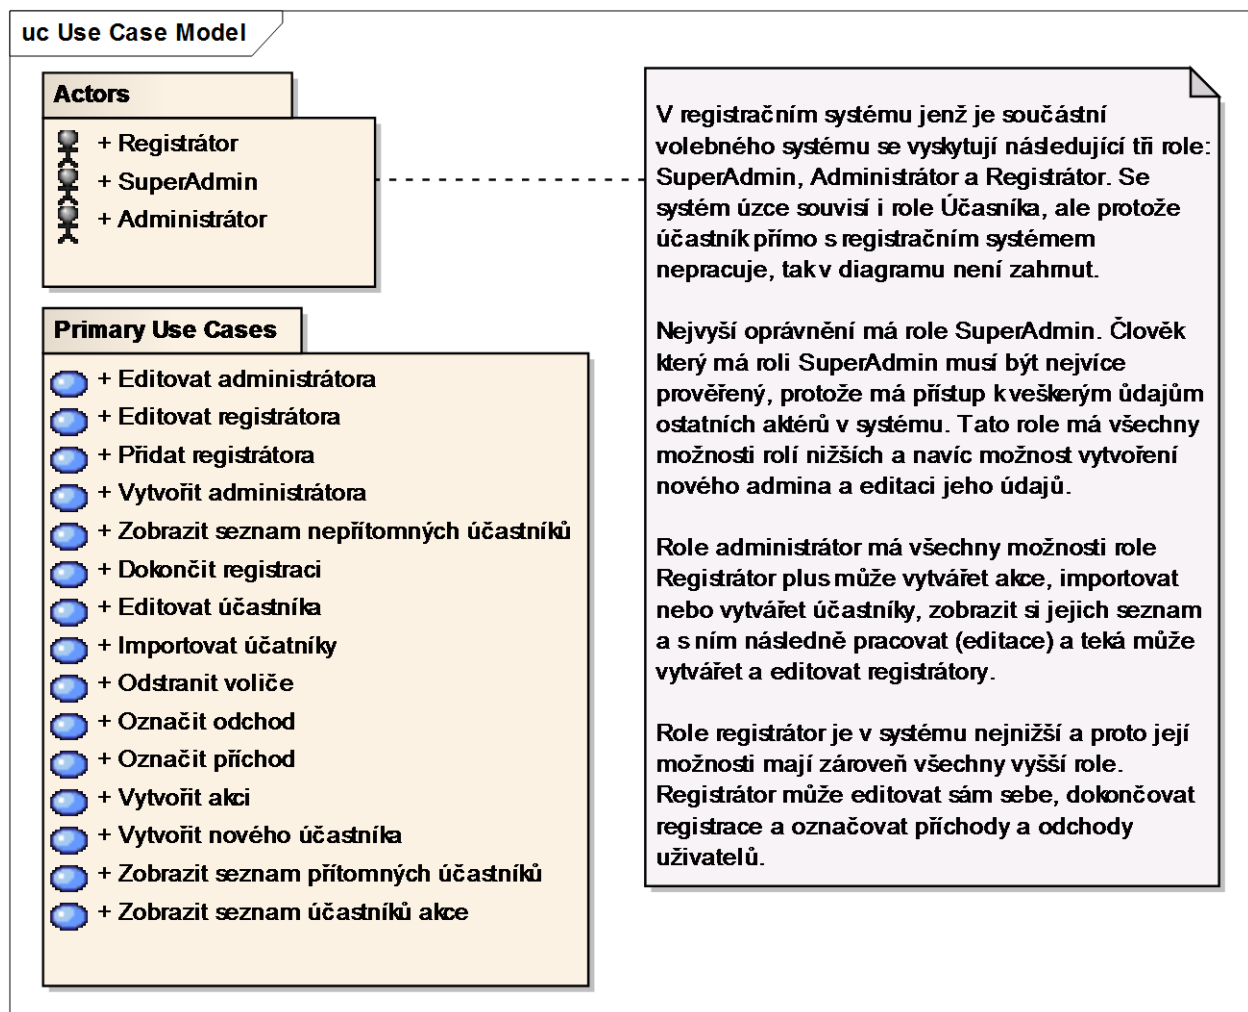 uc Use Case Model
Actors
+ Registrátor
+ SuperAdmin
+ Administrátor
Primary Use Cases
+ Editovat administrátora
+ Editovat registrátora
+ Přidat registrátora
+ Vytvořit administrátora
+ Zobrazit seznam nepřítomných účastníků
+ Dokončit registraci
+ Editovat účastníka
+ Importovat účatníky
+ Odstranit voliče
+ Označit odchod
+ Označit příchod
+ Vytvořit akci
+ Vytvořit nového účastníka
+ Zobrazit seznam přítomných účastníků
+ Zobrazit seznam účastníků akce
V registračním systému jenž je součástní
volebného systému se vyskytují následující tři role:
SuperAdmin, Administrátor a Registrátor. Se
systém úzce souvisí i role Účasníka, ale protože
účastník přímo s registračním systémem
nepracuje, tak v diagramu není zahrnut.
Nejvyší oprávnění má role SuperAdmin. Člověk
který má roli SuperAdmin musí být nejvíce
prověřený, protože má přístup k veškerým ůdajům
ostatních aktérů v systému. Tato role má všechny
možnosti rolí nižších a navíc možnost vytvoření
nového admina a editaci jeho údajů.
Role administrátor má všechny možnosti role
Registrátor plus může vytvářet akce, importovat
nebo vytvářet účastníky, zobrazit si jejich seznam
a s ním následně pracovat (editace) a teká může
vytvářet a editovat registrátory.
Role registrátor je v systému nejnižší a proto její
možnosti mají zároveň všechny vyšší role.
Registrátor může editovat sám sebe, dokončovat
registrace a označovat příchody a odchody
uživatelů.